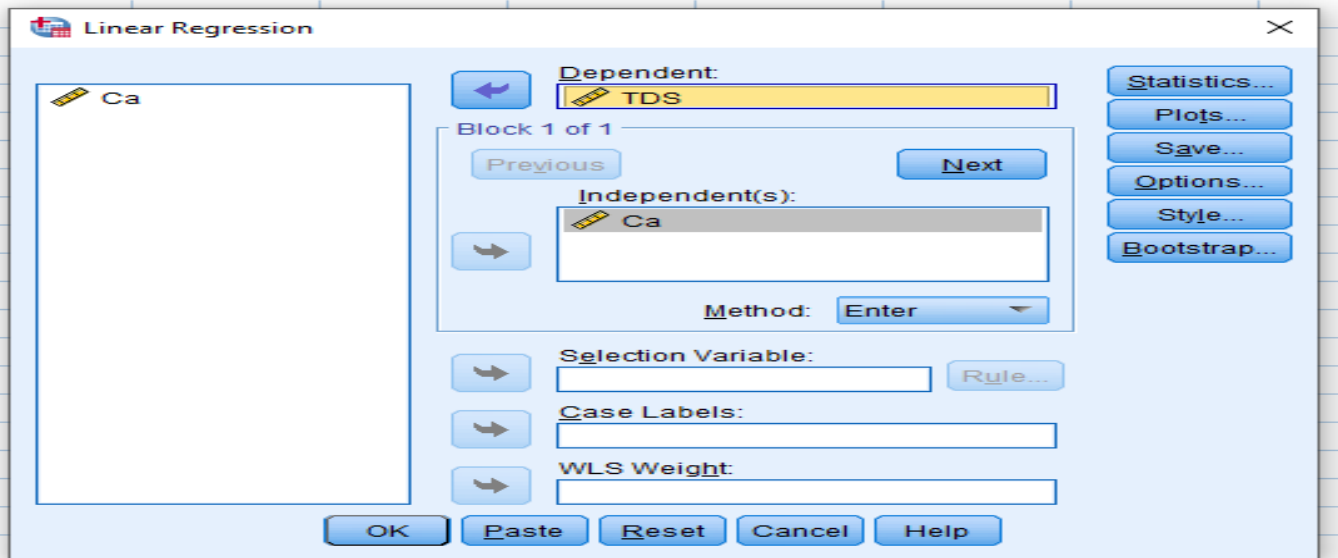 Linear Regression
Ca
Dependent:
TDS
Block 1 of 1
Previous
Next
Independent(s):
Ca
Method: Enter
Selection Variable:
Rule...
Case Labels:
WLS Weight:
Statistics...
Plots...
Save...
Options...
Style...
Bootstrap...
OK Paste Reset Cancel Help